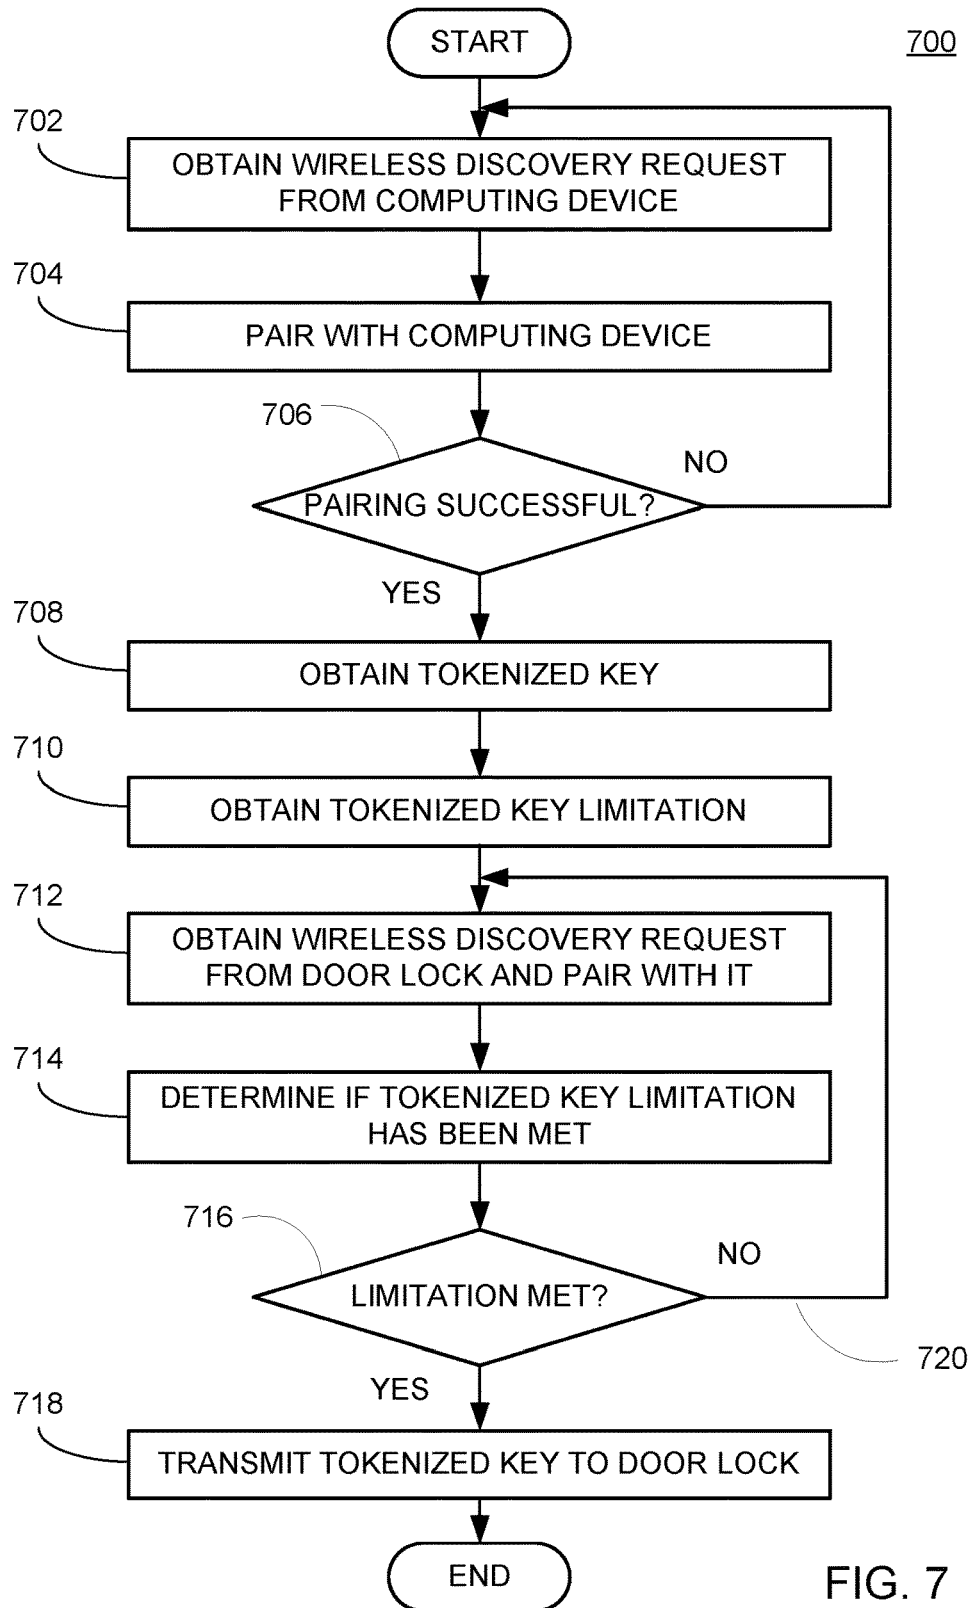 START
700
702
OBTAIN WIRELESS DISCOVERY REQUEST
FROM COMPUTING DEVICE
704
PAIR WITH COMPUTING DEVICE
706
NO
PAIRING SUCCESSFUL?
YES
708
OBTAIN TOKENIZED KEY
710
OBTAIN TOKENIZED KEY LIMITATION
712
OBTAIN WIRELESS DISCOVERY REQUEST
FROM DOOR LOCK AND PAIR WITH IT
714
DETERMINE IF TOKENIZED KEY LIMITATION
HAS BEEN MET
716
NO
LIMITATION MET?
720
YES
718
TRANSMIT TOKENIZED KEY TO DOOR LOCK
END
FIG. 7